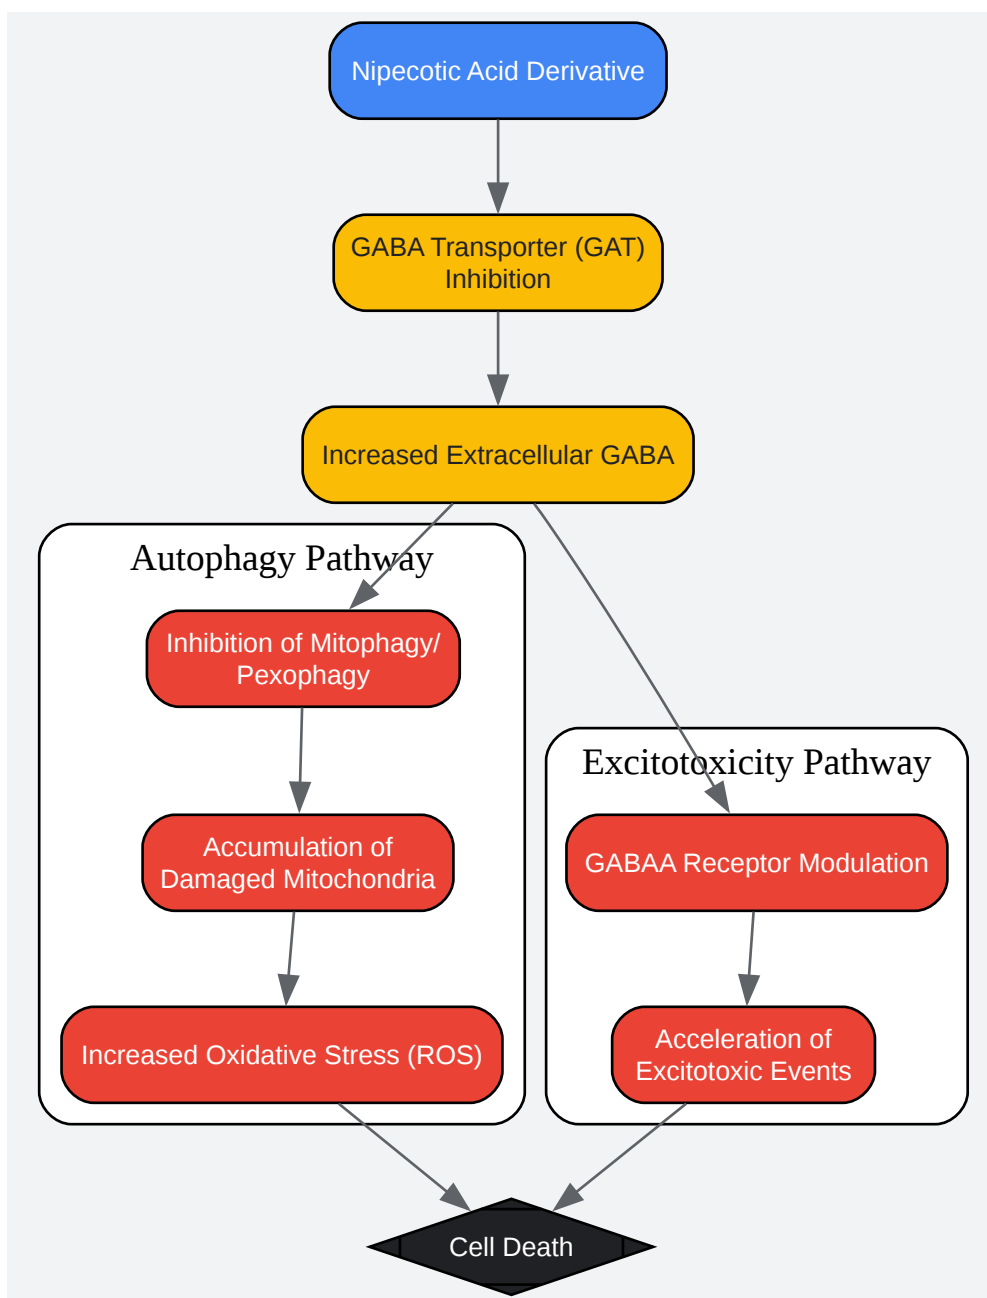 Nipecotic Acid Derivative
GABA Transporter (GAT)
Inhibition
Increased Extracellular GABA
Autophagy Pathway
Inhibition of Mitophagy/
Pexophagy
Accumulation of
Damaged Mitochondria
Increased Oxidative Stress (ROS)
Excitotoxicity Pathway
GABAA Receptor Modulation
Acceleration of
Excitotoxic Events
Cell Death